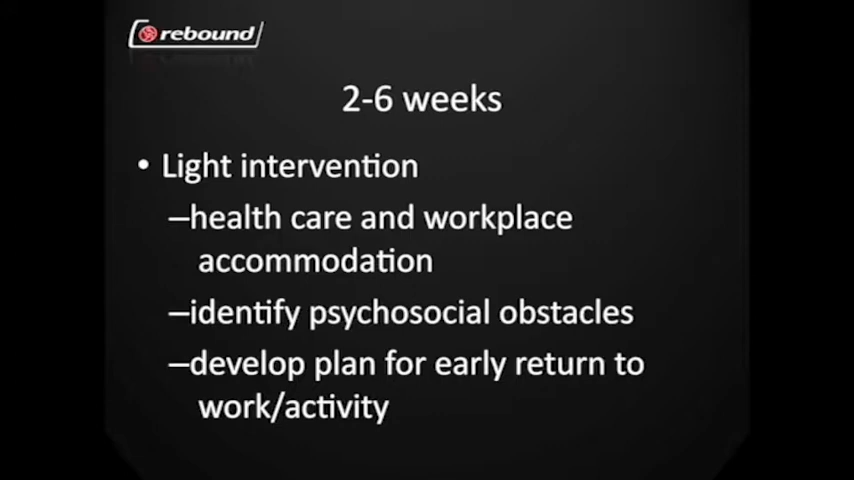 rebound
2-6 weeks
• Light intervention
–health care and workplace
accommodation
–identify psychosocial obstacles
–develop plan for early return to
work/activity